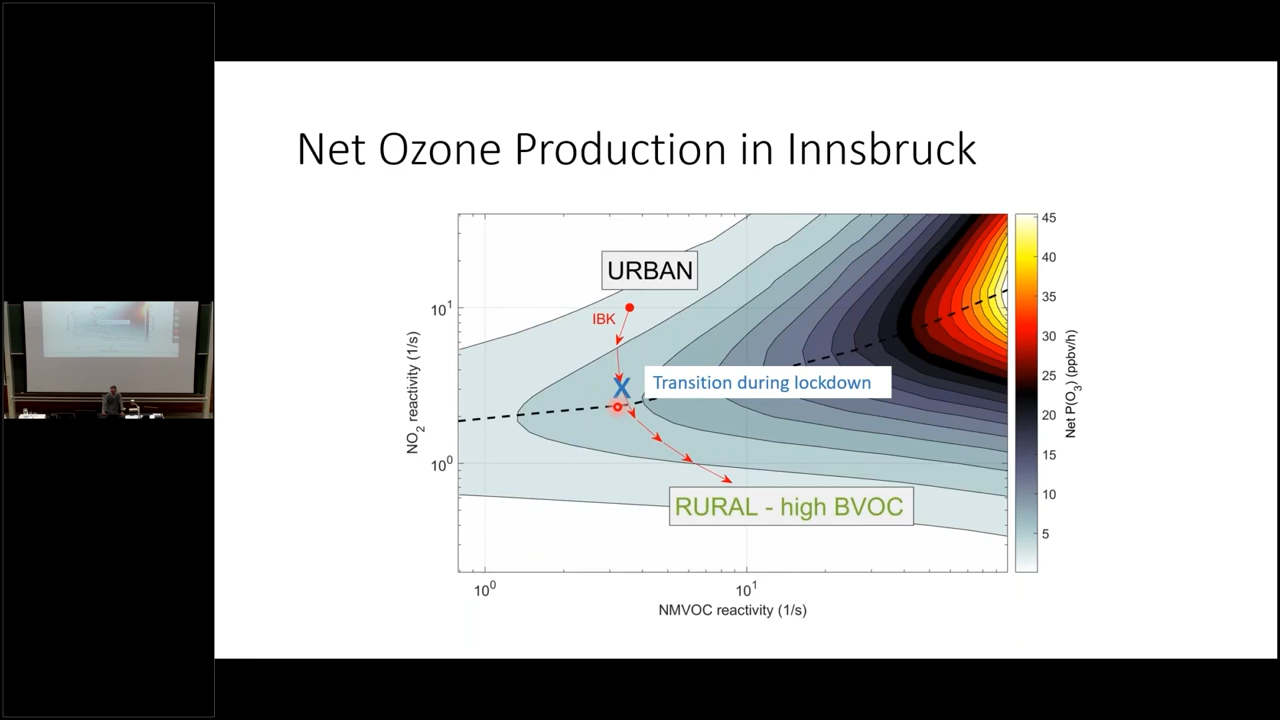 Net Ozone Production in Innsbruck
URBAN
IBK
X
Transition during lockdown
RURAL - high BVOC
10¹
10⁰
NO₂ reactivity (1/s)
10⁰
10¹
NMVOC reactivity (1/s)
45
40
35
30
25
20
15
10
5
Net P(O₃) (ppbv/h)